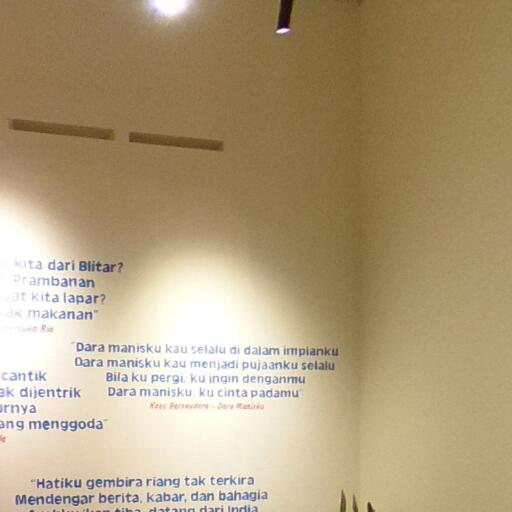 kita dari Blitar?
Prambanan
kita lapar?
makanan"
Ria
"Dara manisku kau selalu di dalam impianku
Dara manisku kau menjadi pujaanku selalu
Bila ku pergi, ku ingin denganmu
Dara manisku, ku cinta padamu"
Koes Bersaudara - Dara Manisku
cantik
dijentrik
menggoda"
"Hatiku gembira riang tak terkira
Mendengar berita, kabar, dan bahagia
tiba, datang dari India